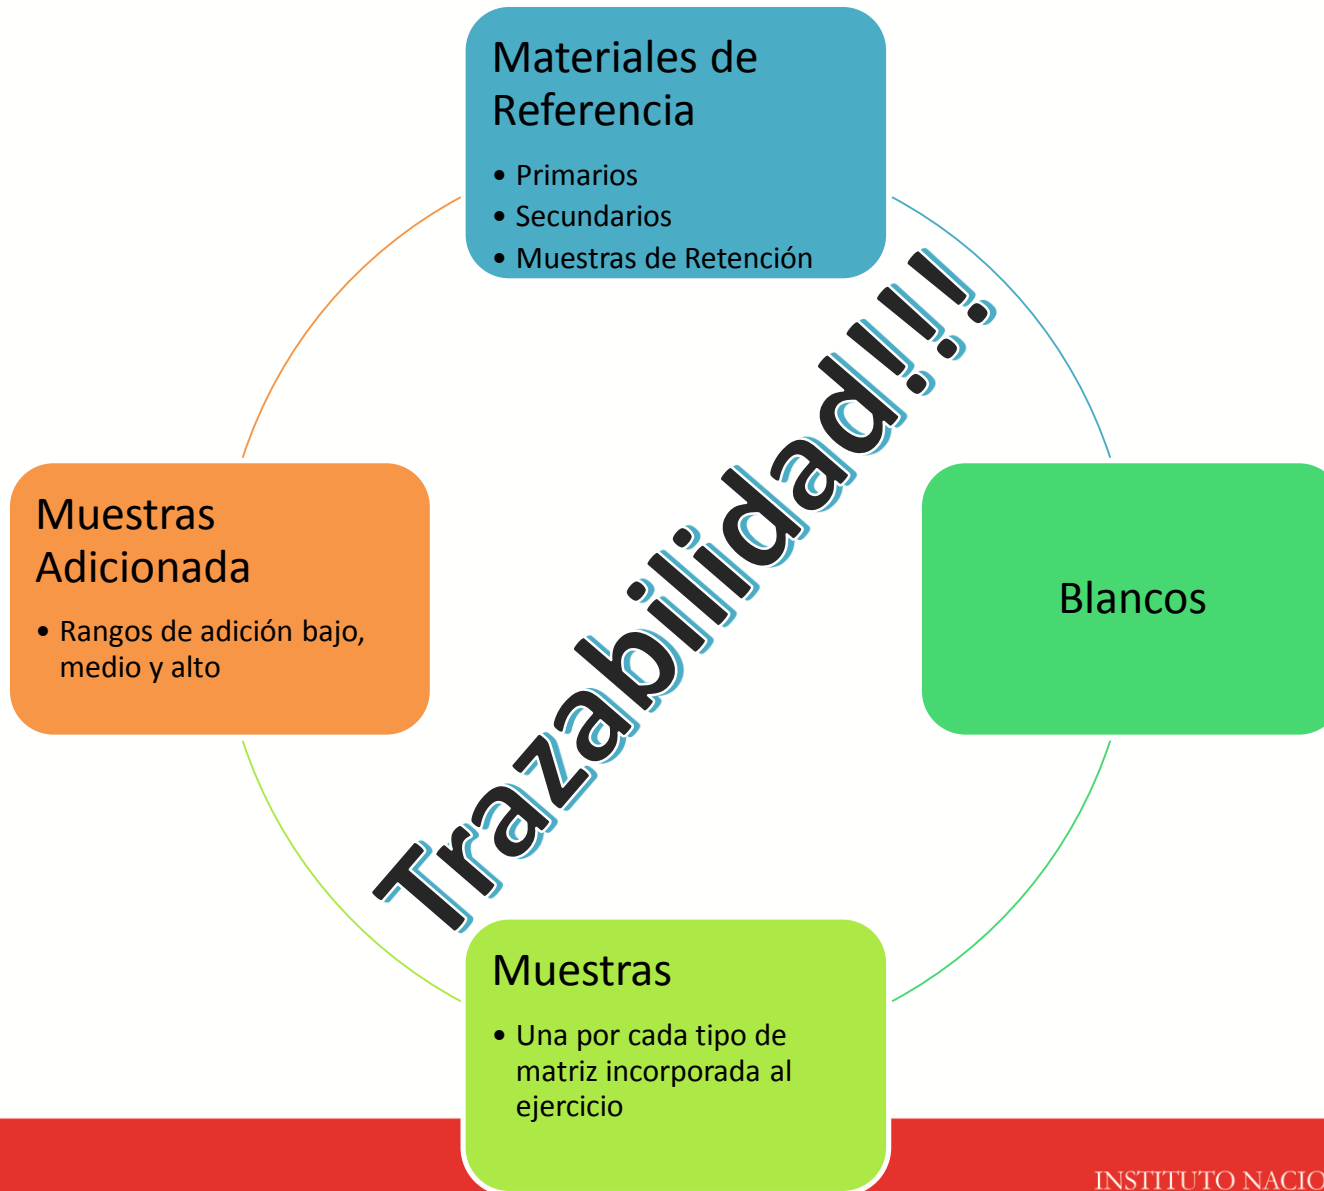 Materiales de
Referencia
• Primarios
• Secundarios
• Muestras de Retención
Trazabilidad!!!
Muestras
Adicionada
• Rangos de adición bajo,
medio y alto
Blancos
Muestras
• Una por cada tipo de
matriz incorporada al
ejercicio
INSTITUTO NACIO